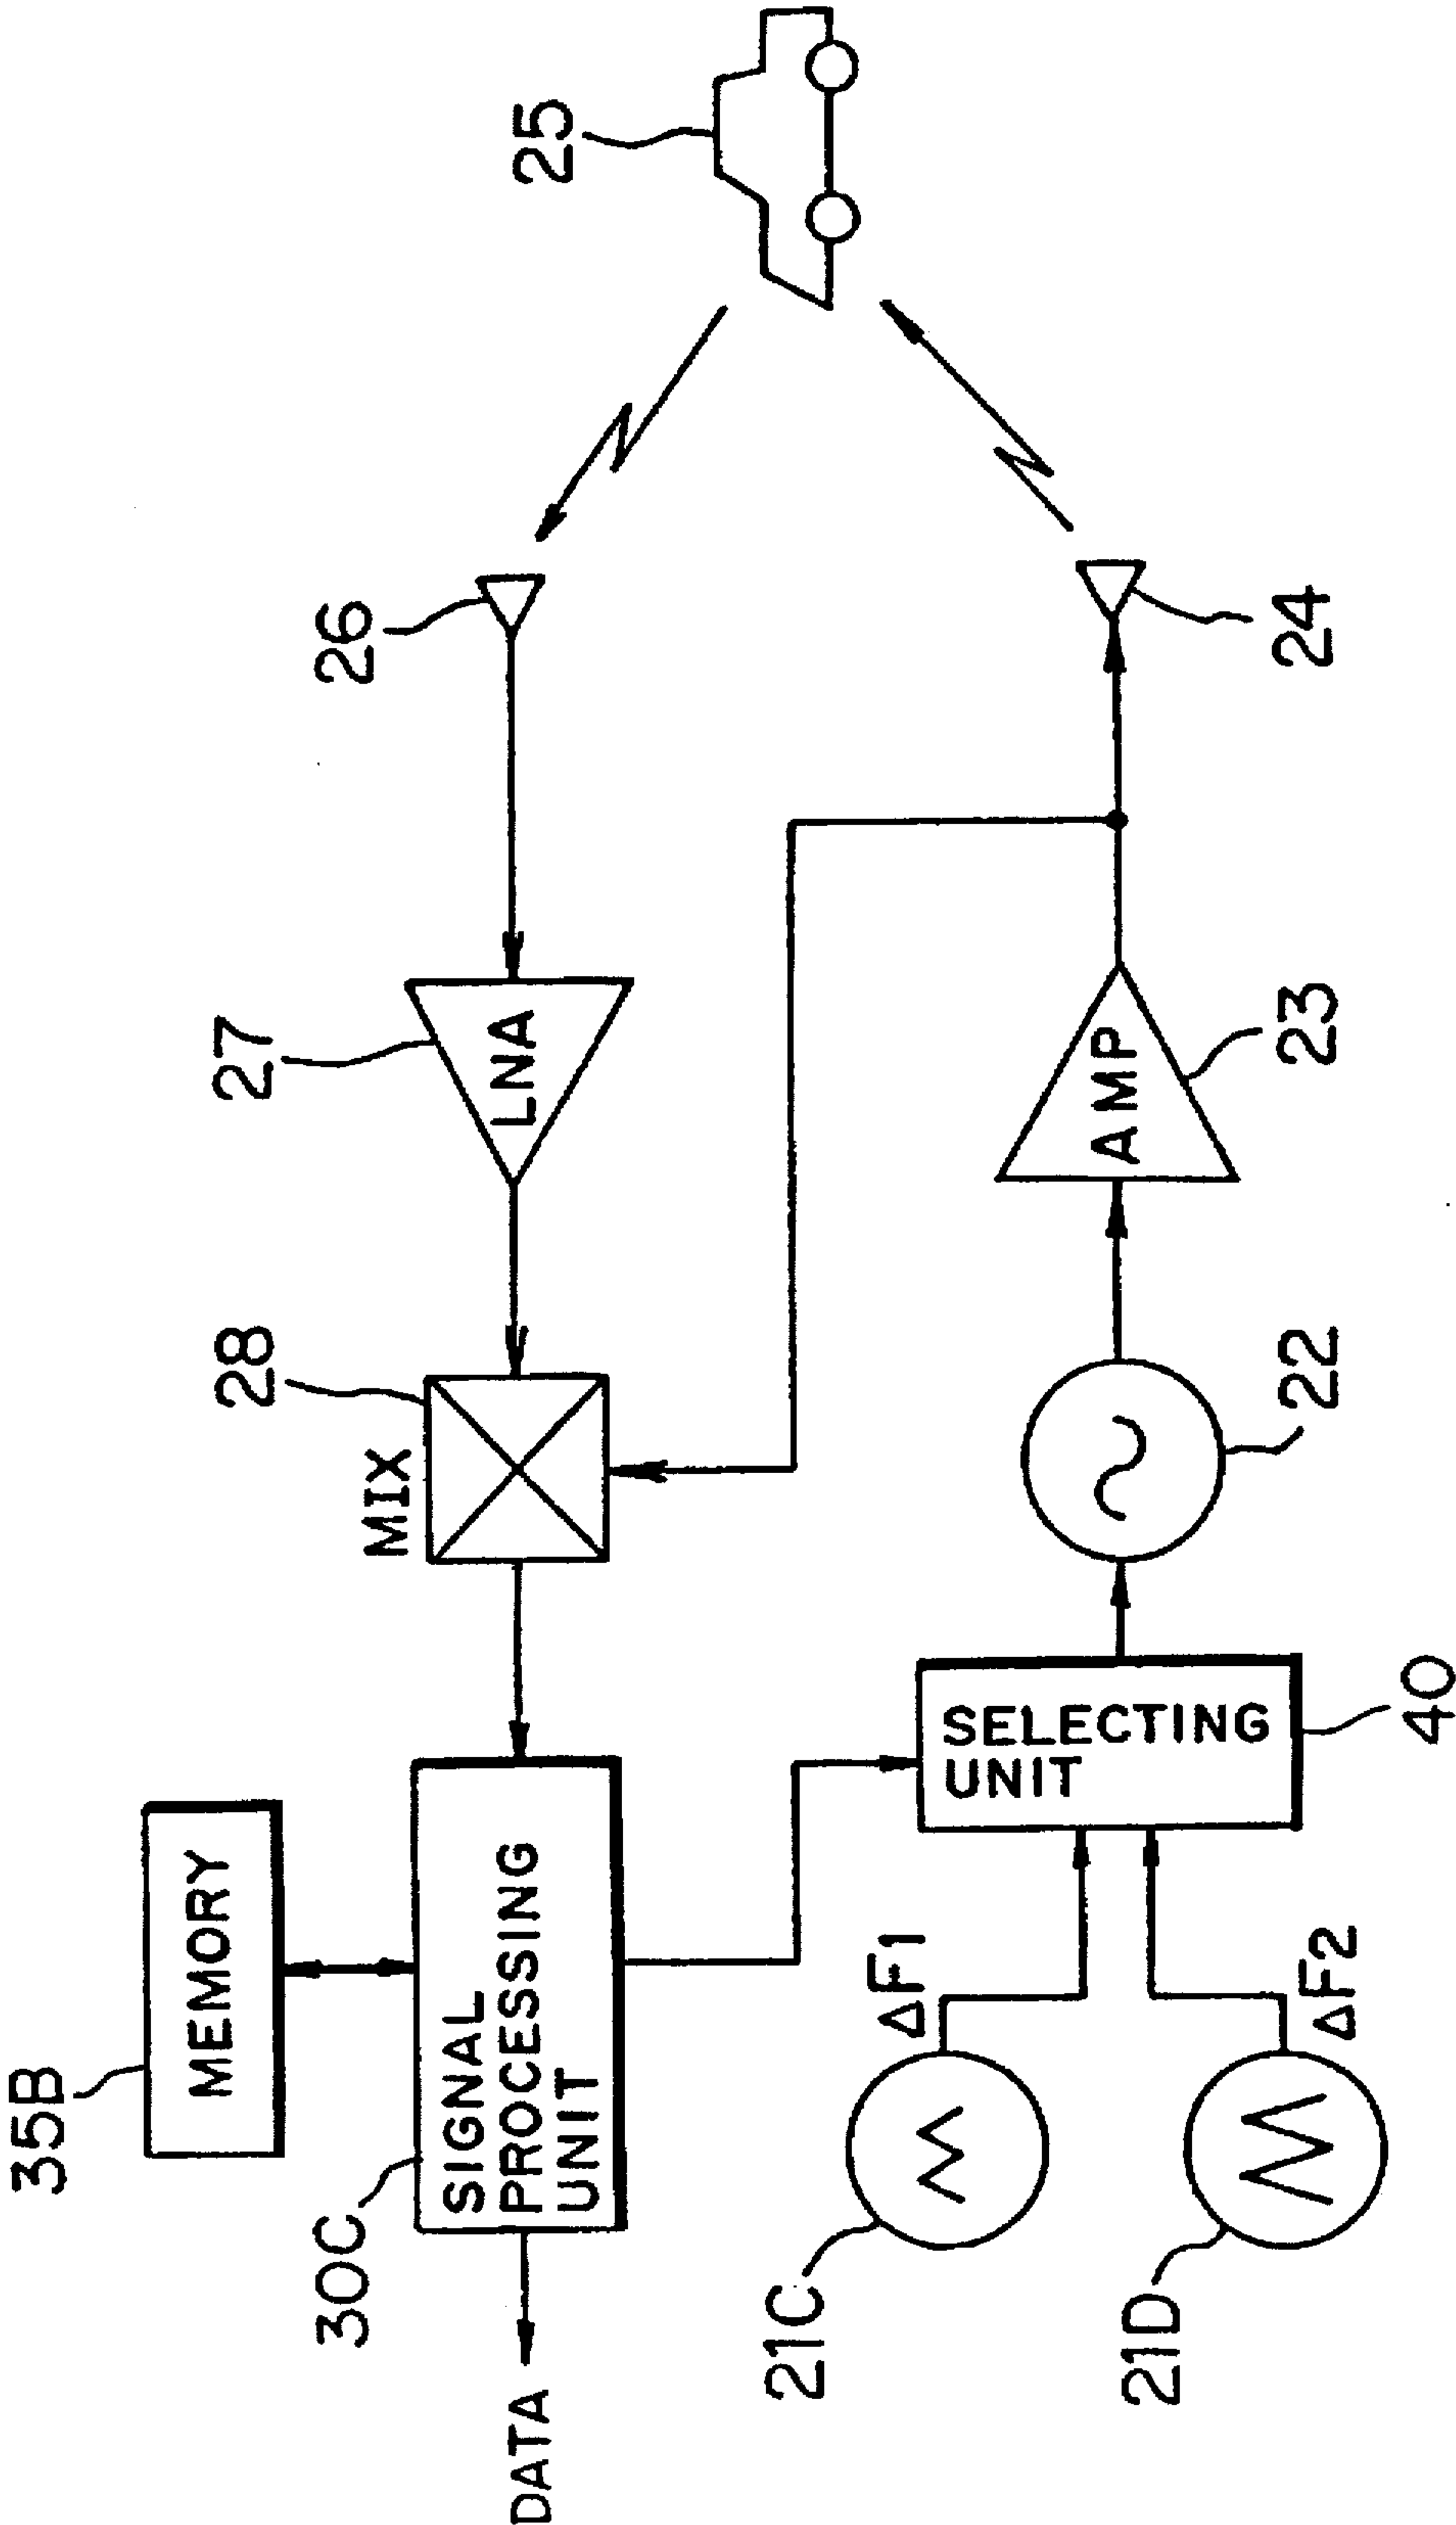 35B
MEMORY
30C
SIGNAL
PROCESSING
UNIT
DATA
MIX
28
27
LNA
26
25
21C
ΔF1
21D
ΔF2
SELECTING
UNIT
40
22
AMP
23
24